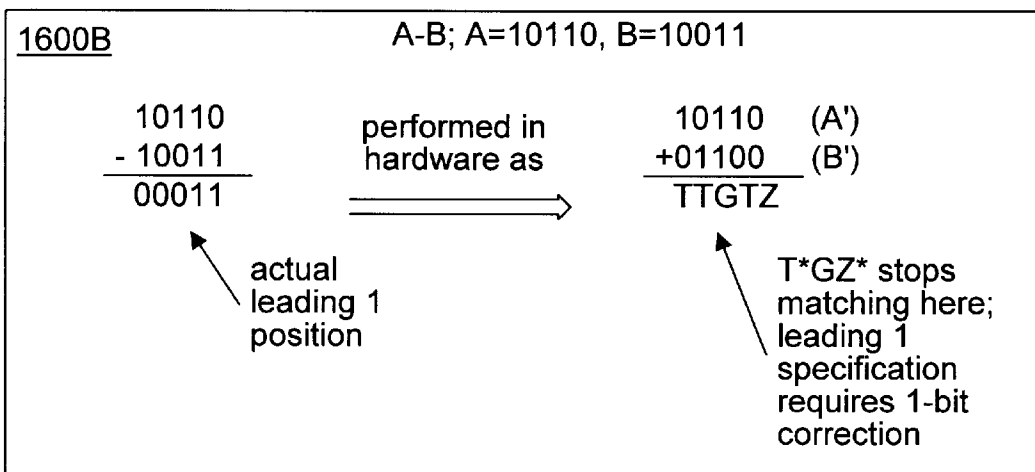 1600B
A-B; A=10110, B=10011
10110
- 10011
00011
performed in
hardware as
10110 (A')
+01100 (B')
TTGTZ
actual
leading 1
position
T*GZ* stops
matching here;
leading 1
specification
requires 1-bit
correction